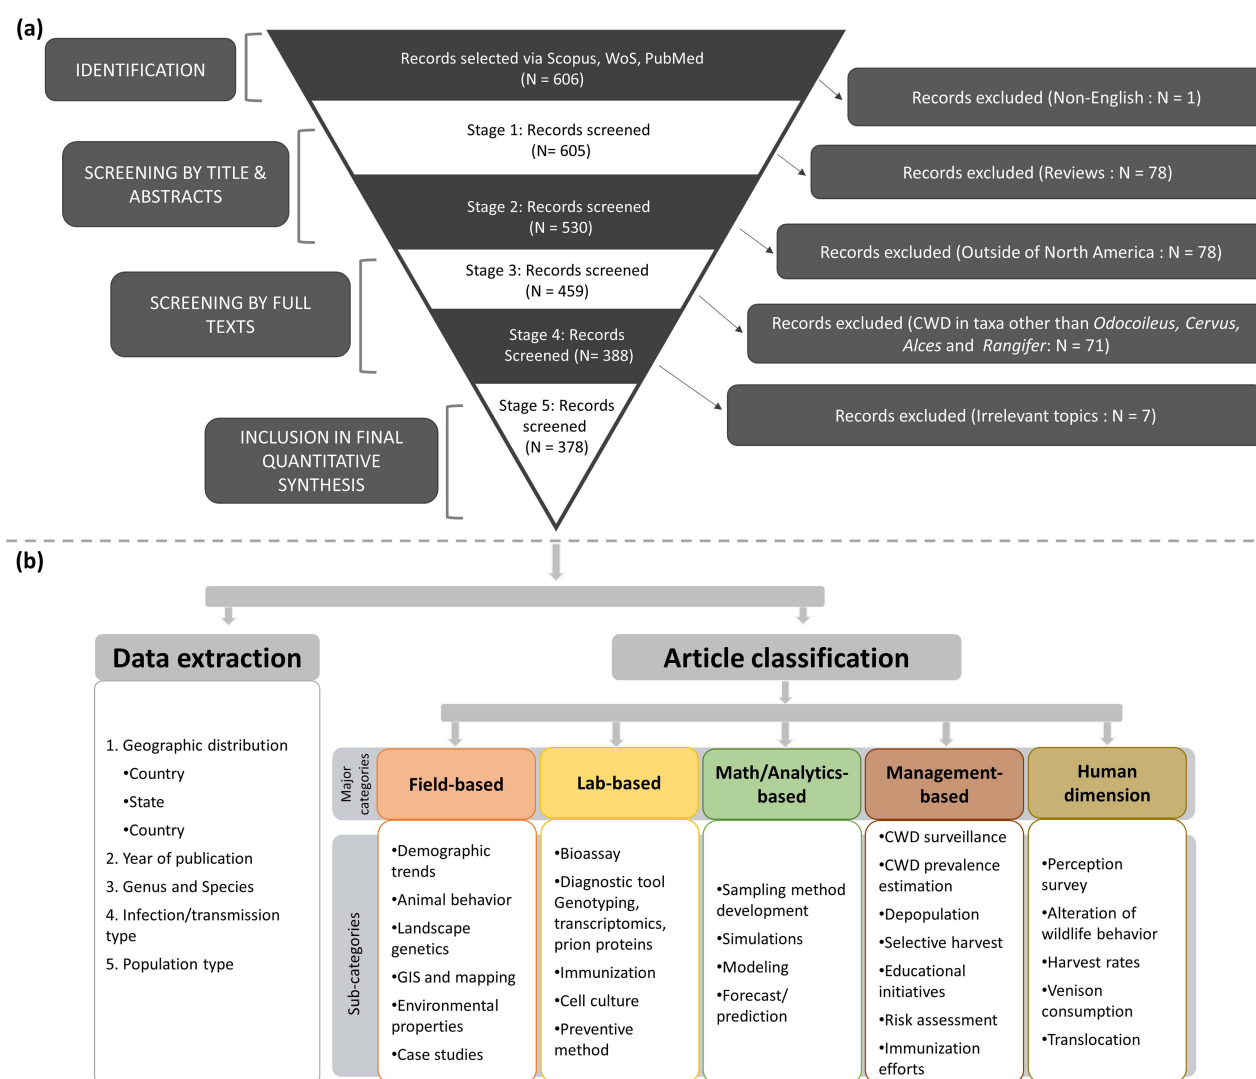 (a)
IDENTIFICATION
Records selected via Scopus, WoS, PubMed
(N = 606)
Records excluded (Non-English : N = 1)
SCREENING BY TITLE &
ABSTRACTS
Stage 1: Records screened
(N= 605)
Records excluded (Reviews : N = 78)
Stage 2: Records screened
(N = 530)
Records excluded (Outside of North America : N = 78)
SCREENING BY FULL
TEXTS
Stage 3: Records screened
(N = 459)
Records excluded (CWD in taxa other than Odocoileus, Cervus,
Alces and Rangifer: N = 71)
Stage 4: Records
Screened (N= 388)
Records excluded (Irrelevant topics : N = 7)
INCLUSION IN FINAL
QUANTITATIVE
SYNTHESIS
Stage 5: Records
screened
(N = 378)
(b)
Data extraction
1. Geographic distribution
•Country
•State
•Country
2. Year of publication
3. Genus and Species
4. Infection/transmission
type
5. Population type
Article classification
Major
categories
Field-based
Lab-based
Math/Analytics-
based
Management-
based
Human
dimension
Sub-categories
•Demographic
trends
•Animal behavior
•Landscape
genetics
•GIS and mapping
•Environmental
properties
•Case studies
•Bioassay
•Diagnostic tool
Genotyping,
transcriptomics,
prion proteins
•Immunization
•Cell culture
•Preventive
method
•Sampling method
development
•Simulations
•Modeling
•Forecast/
prediction
•CWD surveillance
•CWD prevalence
estimation
•Depopulation
•Selective harvest
•Educational
initiatives
•Risk assessment
•Immunization
efforts
•Perception
survey
•Alteration of
wildlife behavior
•Harvest rates
•Venison
consumption
•Translocation